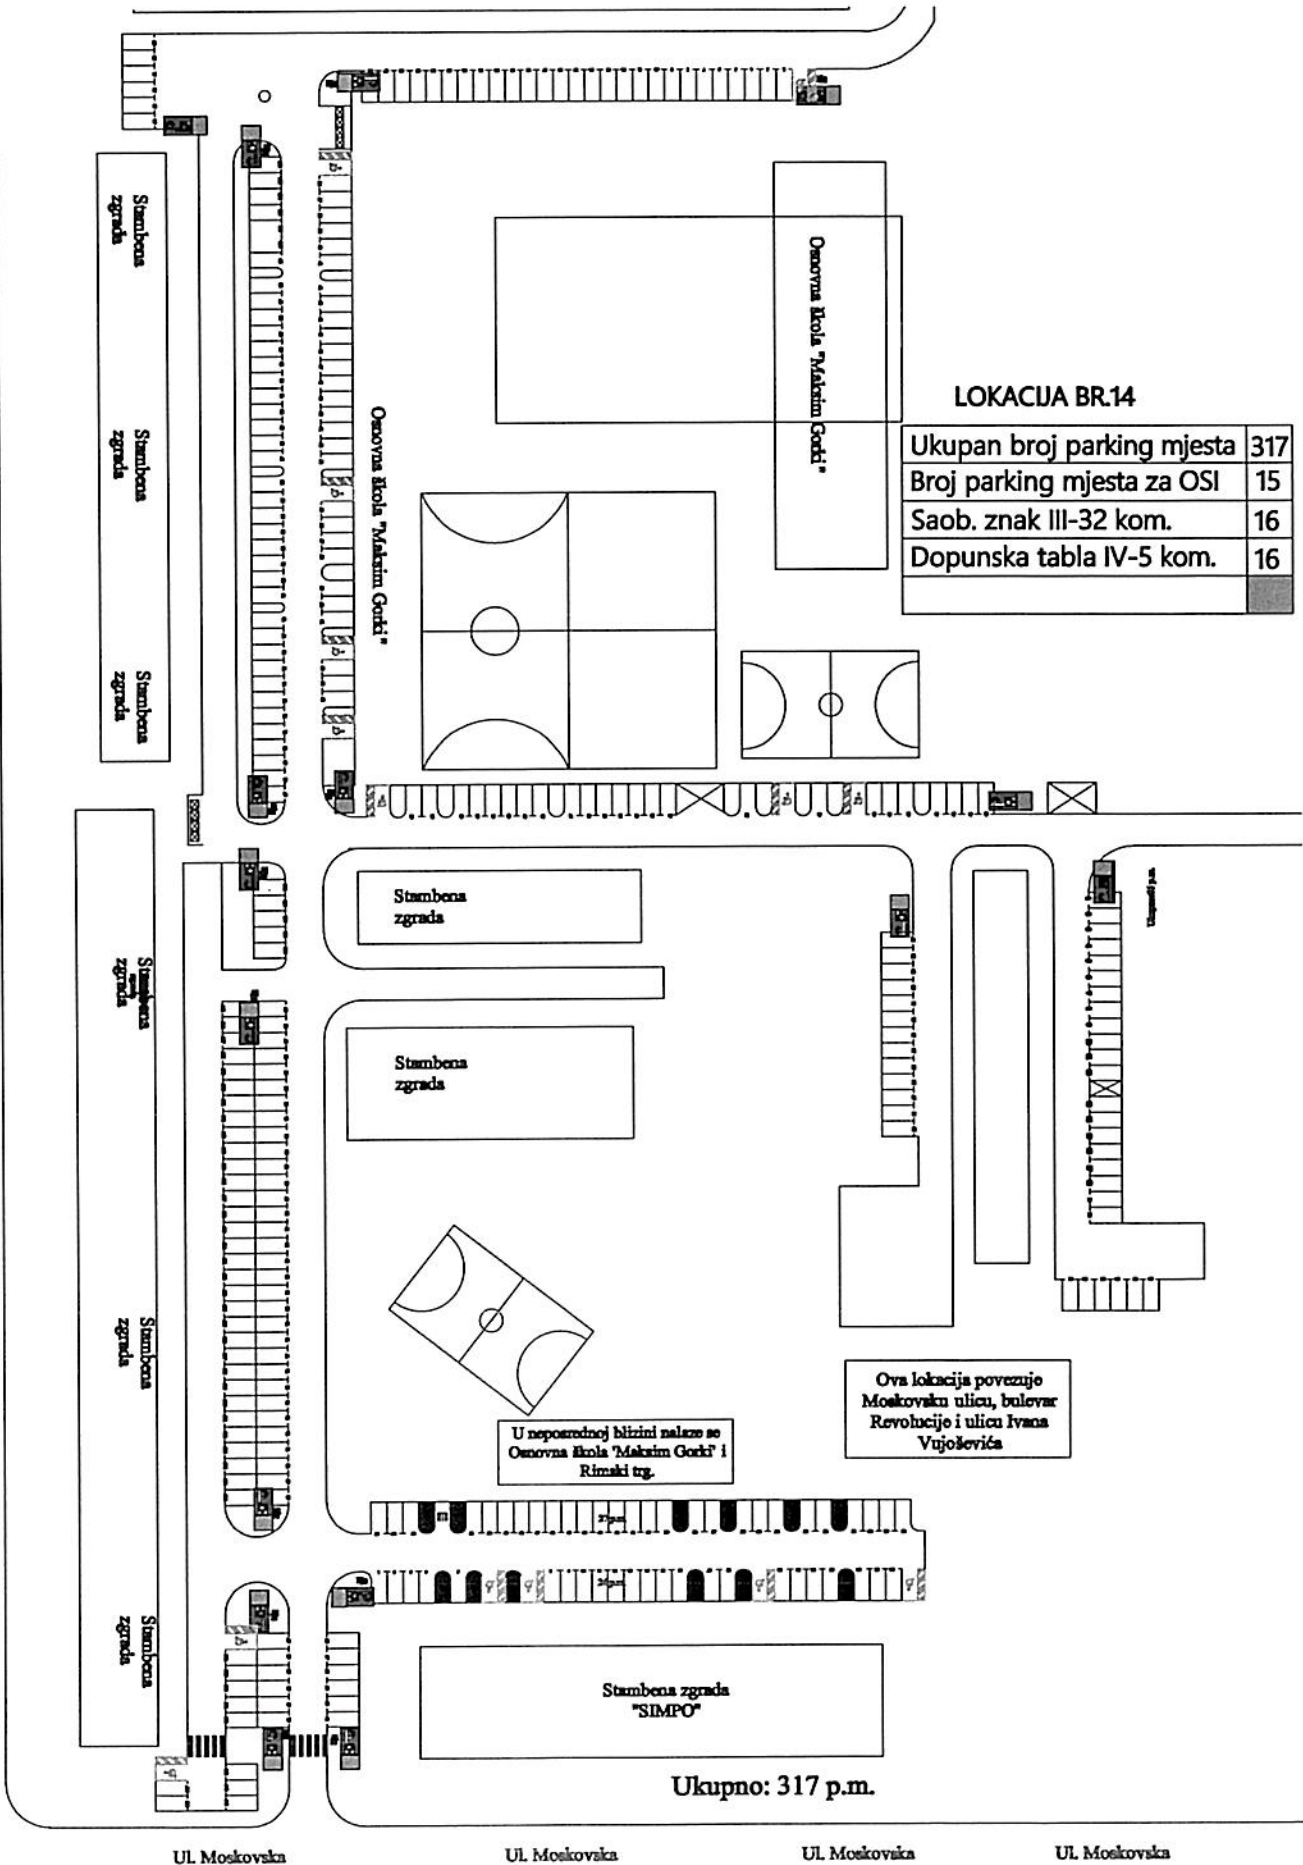 Stambena
zgrada
Stambena
zgrada
Stambena
zgrada
Osnovna škola "Maksim Gorki"
Osnovna škola "Maksim Gorki"
LOKACIJA BR.14
Ukupan broj parking mjesta 317
Broj parking mjesta za OSI 15
Saob. znak III-32 kom. 16
Dopunska tabla IV-5 kom. 16
Stambena
zgrada
Stambena
zgrada
Stambena
zgrada
Stambena
zgrada
Stambena
zgrada
Ova lokacija povezuje
Moskovsku ulicu, bulevar
Revolucije i ulicu Ivana
Vujoševića
U neposrednoj blizini nalaze se
Osnovna škola "Maksim Gorki" i
Rimski trg.
Stambena zgrada
"SIMPO"
Ukupno: 317 p.m.
Ul. Moskovska
Ul. Moskovska
Ul. Moskovska
Ul. Moskovska